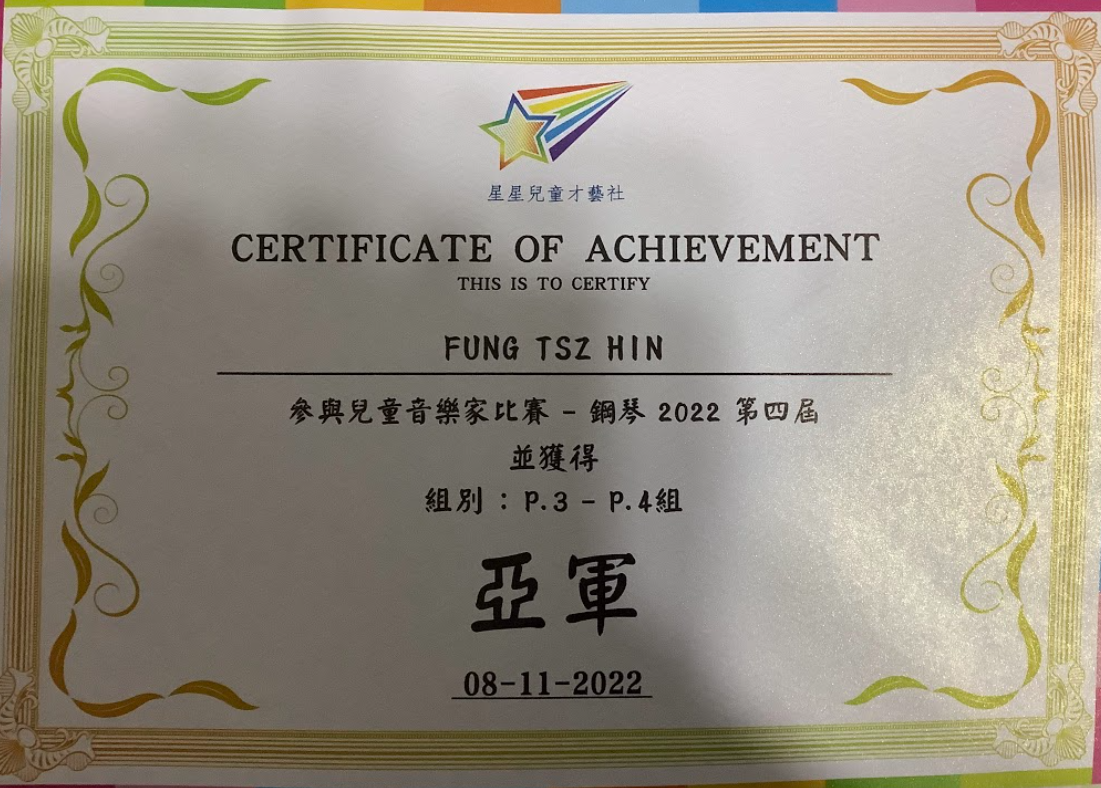 星星兒童才藝社
CERTIFICATE OF ACHIEVEMENT
THIS IS TO CERTIFY
FUNG TSZ HIN
參與兒童音樂家比賽 - 鋼琴 2022 第四屆
並獲得
組別 : P.3 - P.4組
亞軍
08-11-2022